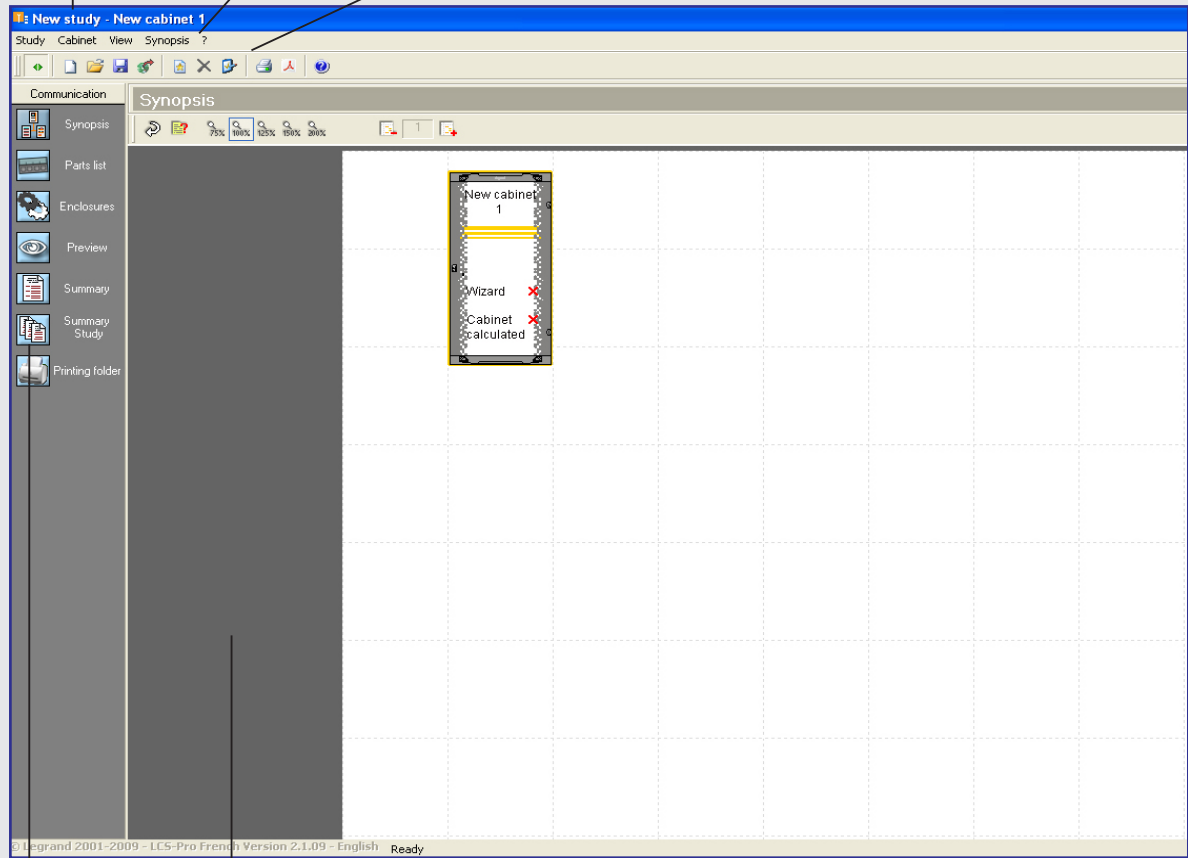 New study - New cabinet 1
Study Cabinet View Synopsis ?
Communication
Synopsis
Parts list
Enclosures
Preview
Summary
Summary
Study
Printing folder
Synopsis
75% 100% 125% 150% 200%
1
New cabinet
1
Wizard
Cabinet
calculated
© Legrand 2001-2009 - LCS-Pro French Version 2.1.09 - English Ready